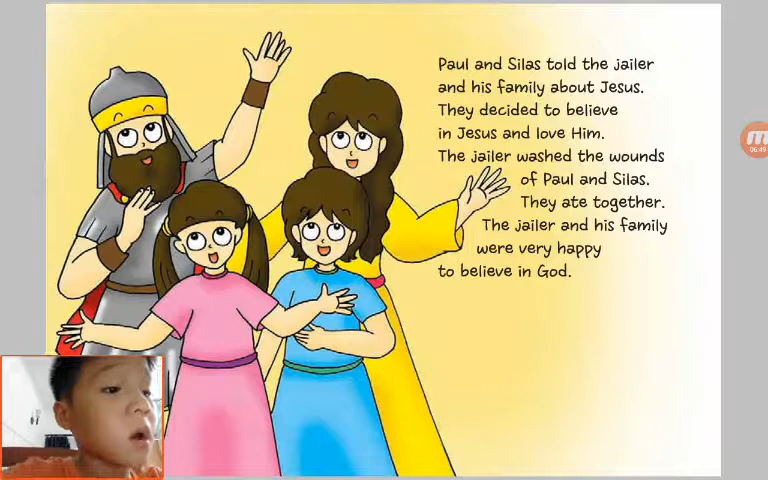 Paul and Silas told the jailer
and his family about Jesus.
They decided to believe
in Jesus and love Him.
The jailer washed the wounds
of Paul and Silas.
They ate together.
The jailer and his family
were very happy
to believe in God.
06:49